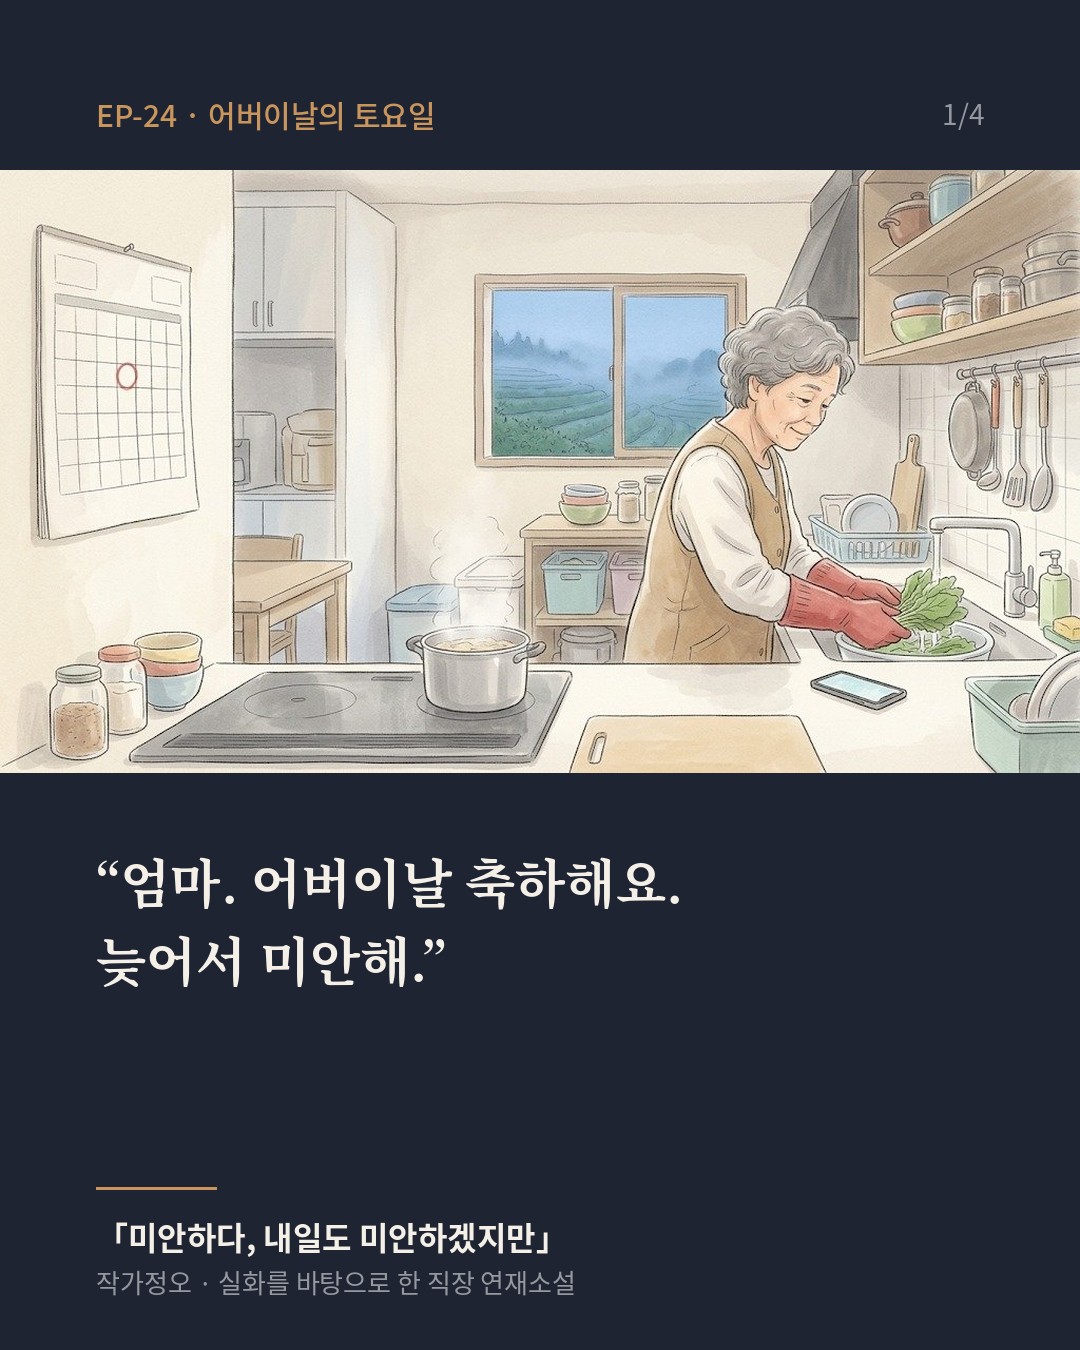 EP-24 · 어버이날의 토요일
1/4
“엄마. 어버이날 축하해요.
늦어서 미안해.”
「미안하다, 내일도 미안하겠지만」
작가정오 · 실화를 바탕으로 한 직장 연재소설